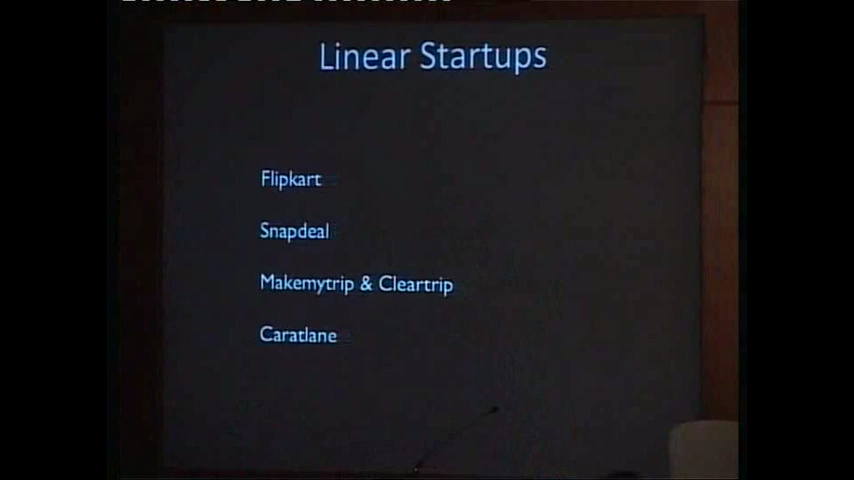 Linear Startups
Flipkart
Snapdeal
Makemytrip & Cleartrip
Caratlane